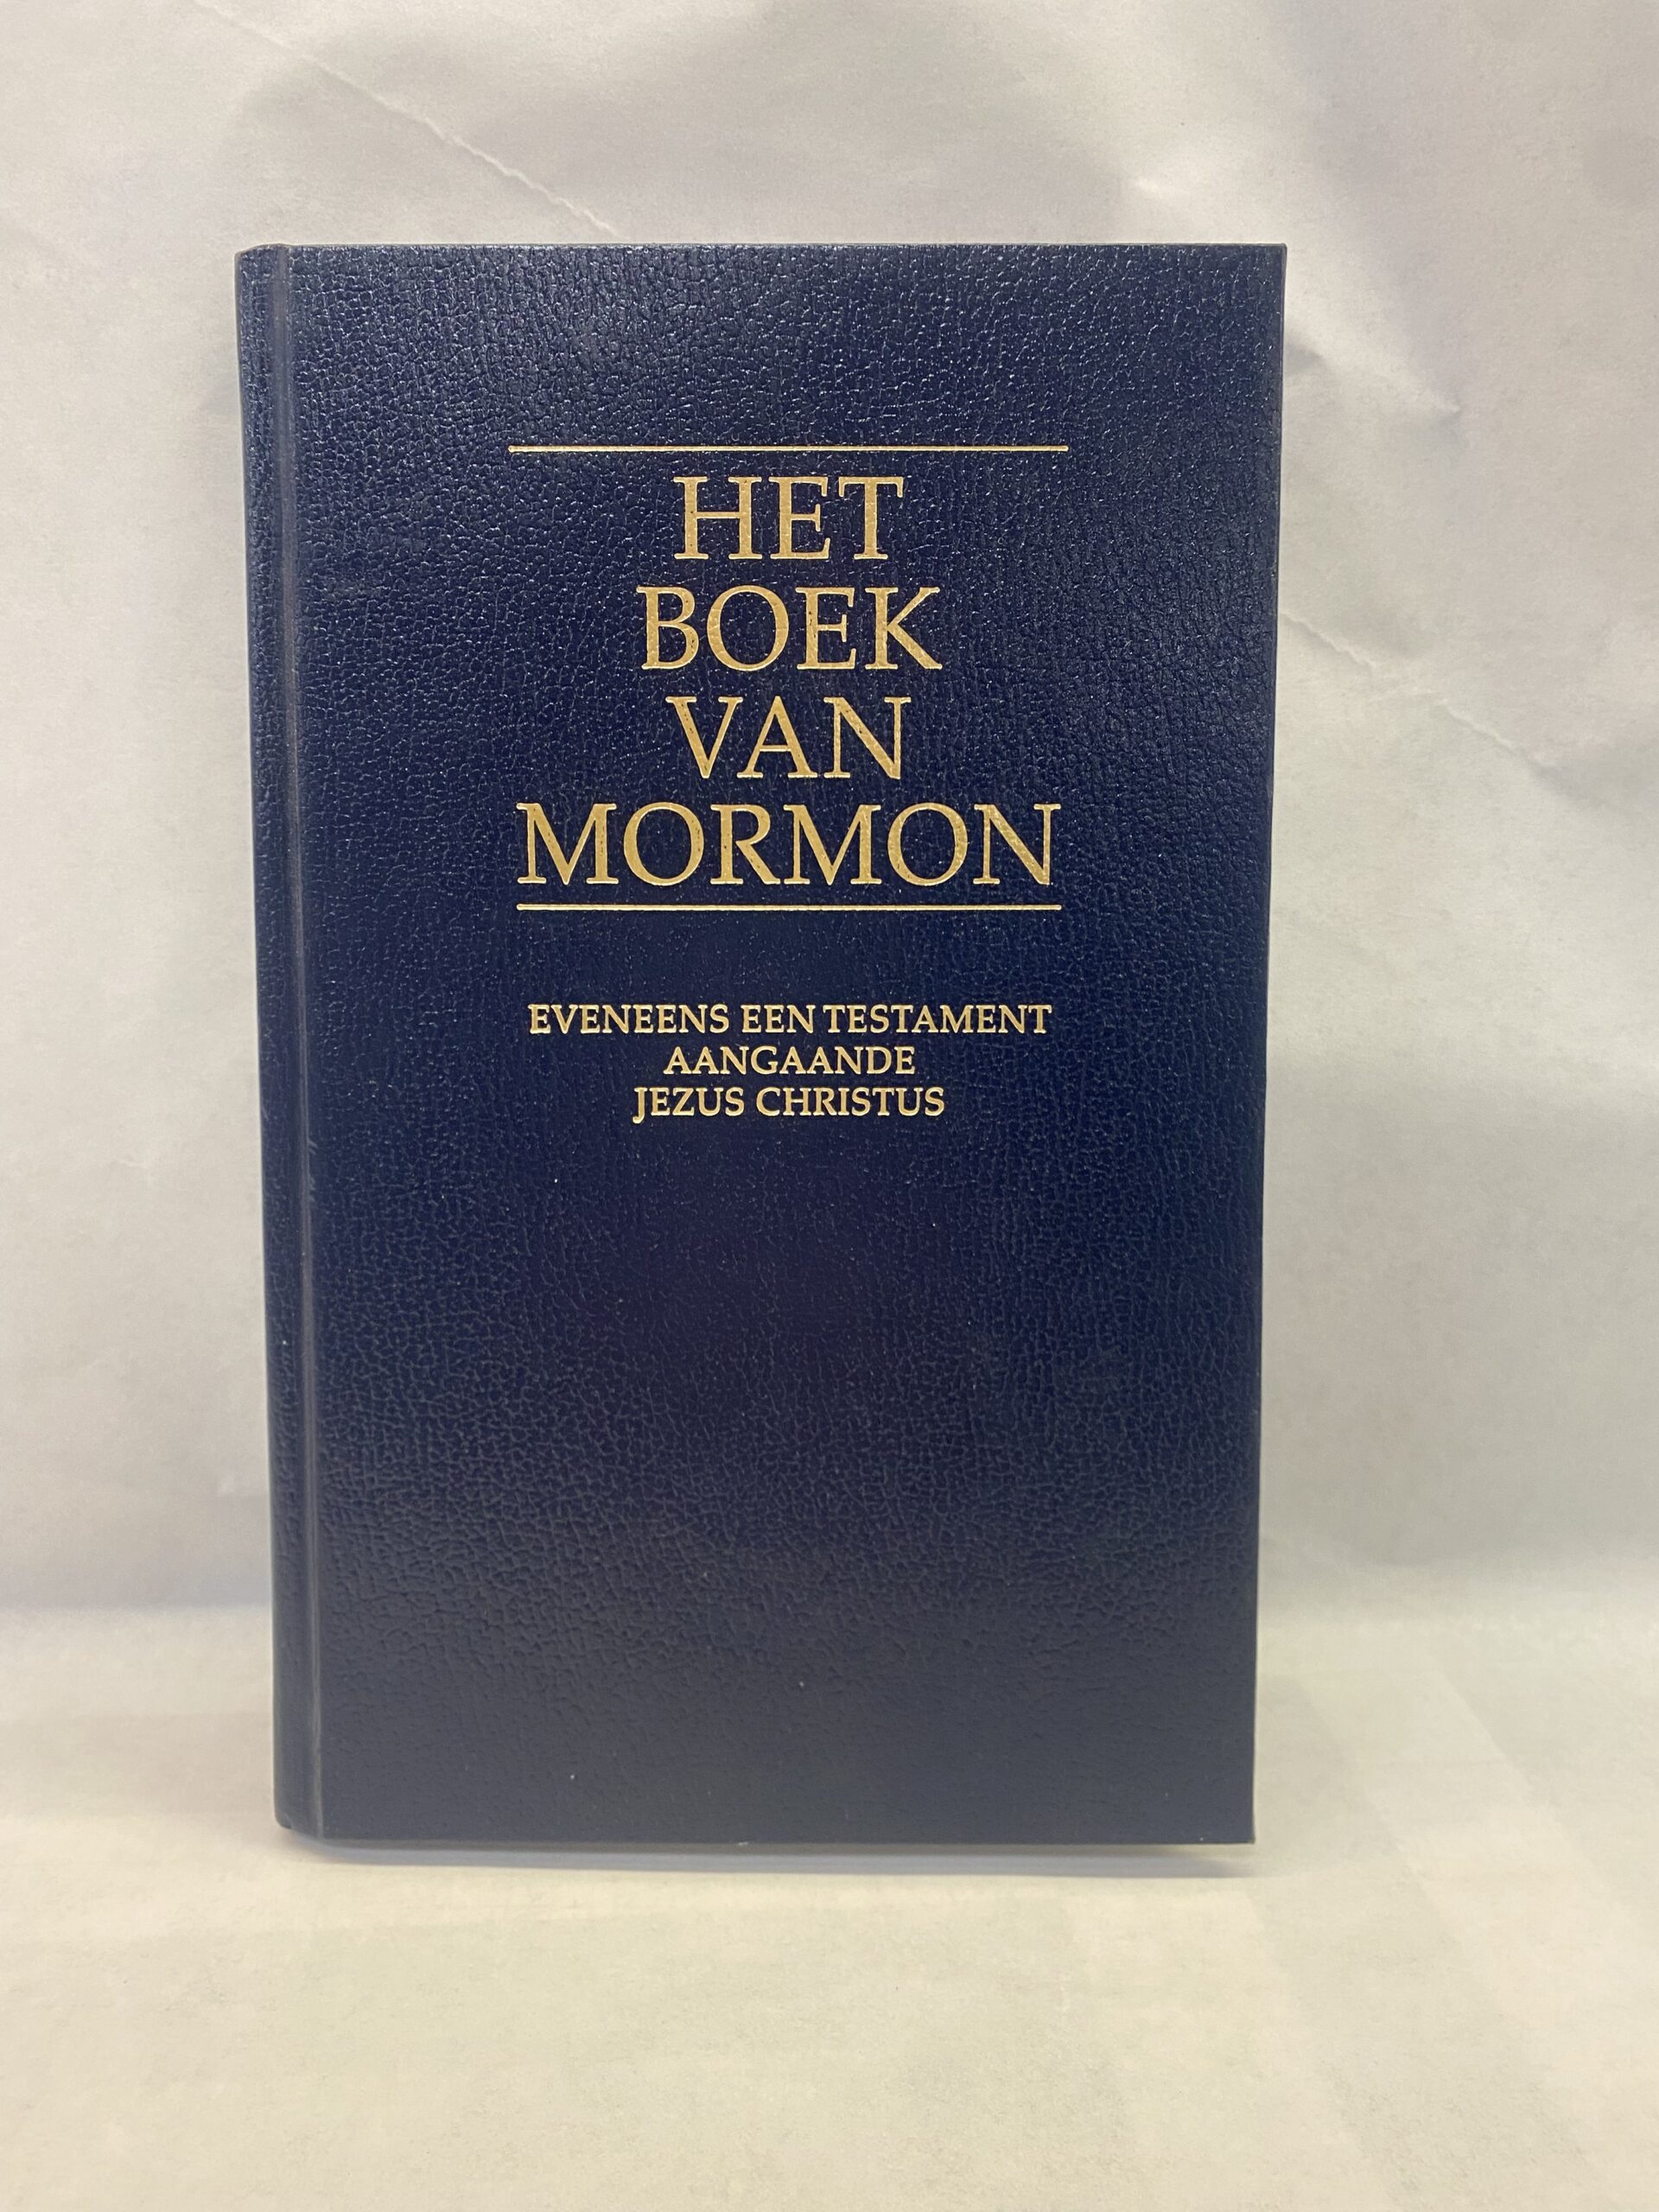 HET
BOEK
VAN
MORMON
EVENEENS EEN TESTAMENT
AANGAANDE
JEZUS CHRISTUS